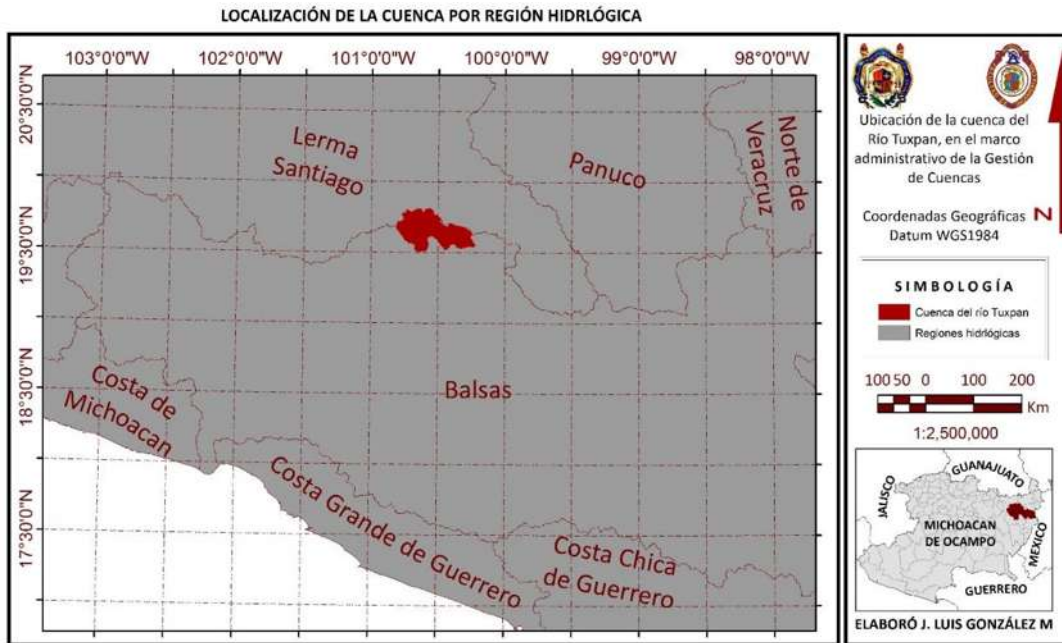 LOCALIZACIÓN DE LA CUENCA POR REGIÓN HIDRLÓGICA
103°0'0"W 102°0'0"W 101°0'0"W 100°0'0"W 99°0'0"W 98°0'0"W
20°30'0"N
19°30'0"N
18°30'0"N
17°30'0"N
Lerma
Santiago
Panuco
Norte de
Veracruz
Balsas
Costa de
Michoacan
Costa Grande de Guerrero
Costa Chica
de Guerrero
Ubicación de la cuenca del
Río Tuxpan, en el marco
administrativo de la Gestión
de Cuencas
Coordenadas Geográficas
Datum WGS1984
N
SIMBOLOGÍA
Cuenca del río Tuxpan
Regiones hidrlógicas
100 50 0 100 200
Km
1:2,500,000
GUANAJUATO
JALISCO
MICHOACAN
DE OCAMPO
MEXICO
GUERRERO
ELABORÓ J. LUIS GONZÁLEZ M